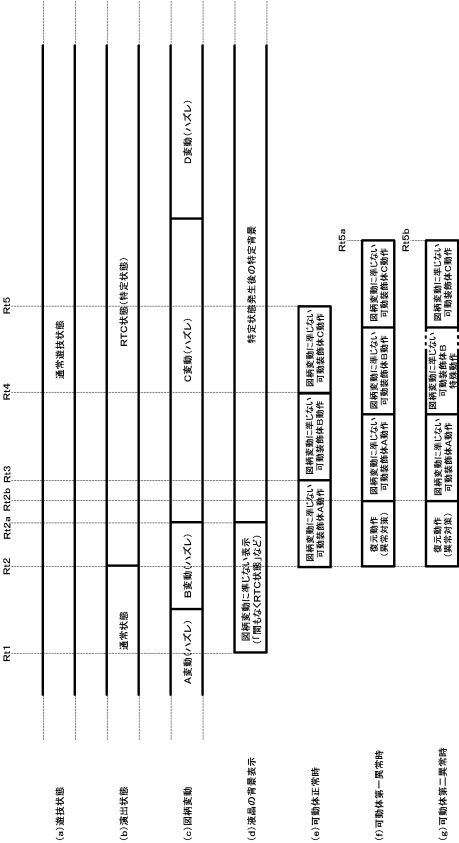 Rt1
Rt2
Rt2a
Rt2b
Rt3
Rt4
Rt5
(a)遊技状態
通常遊技状態
(b)演出状態
通常状態
RTC状態(特定状態)
(c)図柄変動
A変動(ハズレ)
B変動(ハズレ)
C変動(ハズレ)
D変動(ハズレ)
(d)液晶の背景表示
図柄変動に準じない表示
(「間もなくRTC状態」など)
特定状態発生後の特定背景
(e)可動体正常時
図柄変動に準じない
可動装飾体A動作
図柄変動に準じない
可動装飾体B動作
図柄変動に準じない
可動装飾体C動作
(f)可動体第一異常時
復元動作
(異常対策)
図柄変動に準じない
可動装飾体A動作
図柄変動に準じない
可動装飾体B動作
図柄変動に準じない
可動装飾体C動作
Rt5a
(g)可動体第二異常時
復元動作
(異常対策)
図柄変動に準じない
可動装飾体A動作
図柄変動に準じない
可動装飾体B
特殊動作
図柄変動に準じない
可動装飾体C動作
Rt5b